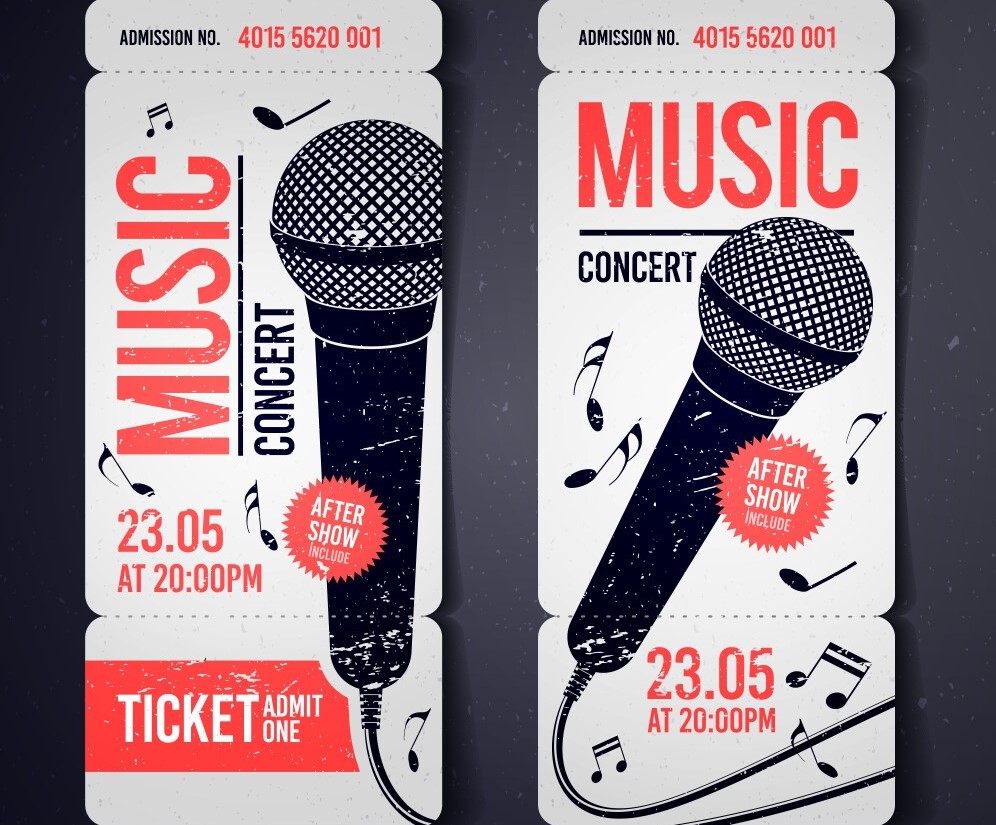 ADMISSION NO. 4015 5620 001
MUSIC
CONCERT
AFTER
SHOW
INCLUDE
23.05
AT 20:00PM
TICKET ADMIT
ONE
ADMISSION NO. 4015 5620 001
MUSIC
CONCERT
AFTER
SHOW
INCLUDE
23.05
AT 20:00PM